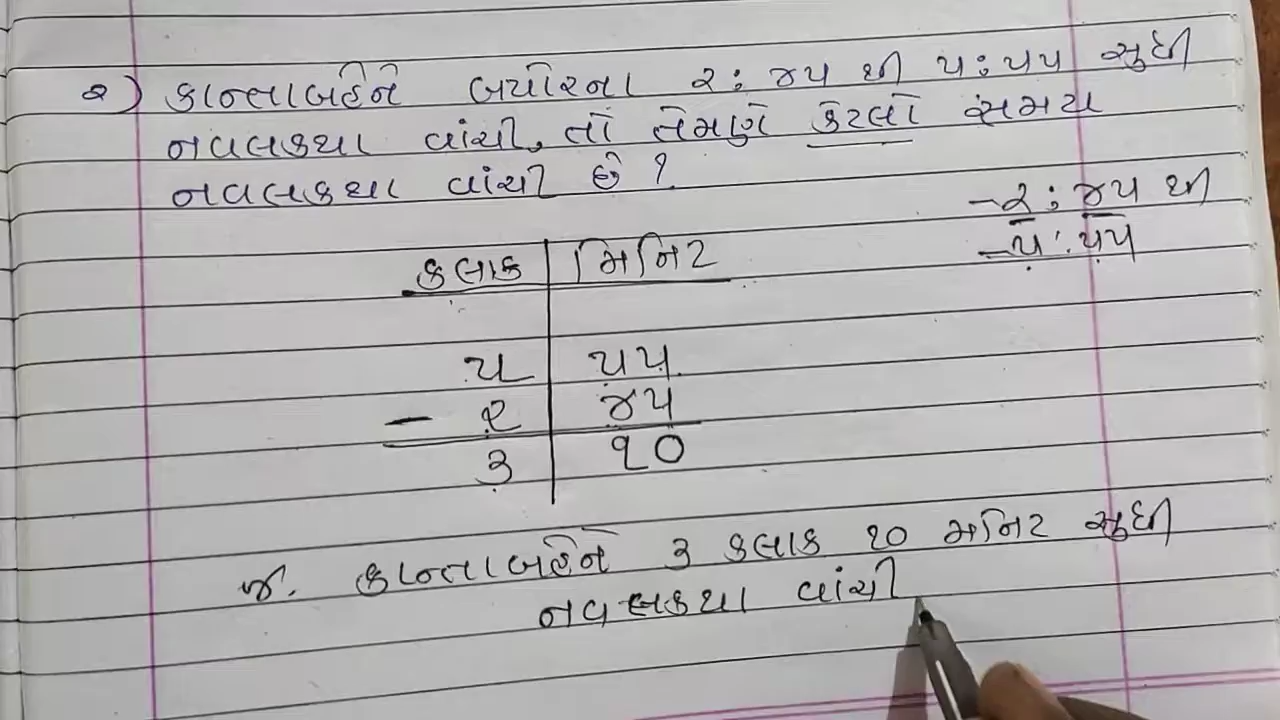 ૨) કાન્તાબહેને બપોરના ૨:૪૫ થી ૫:૫૫ સુધી
નવલકથા વાંચી, તો તેમણે કેટલો સમય
નવલકથા વાંચી છે ?
- ૨:૪૫ થી
- ૫:૫૫
કલાક મિનિટ
૫ ૫૫
- ૨ ૪૫
૩ ૧૦
જ. કાન્તાબહેને ૩ કલાક ૧૦ મિનિટ સુધી
નવલકથા વાંચી